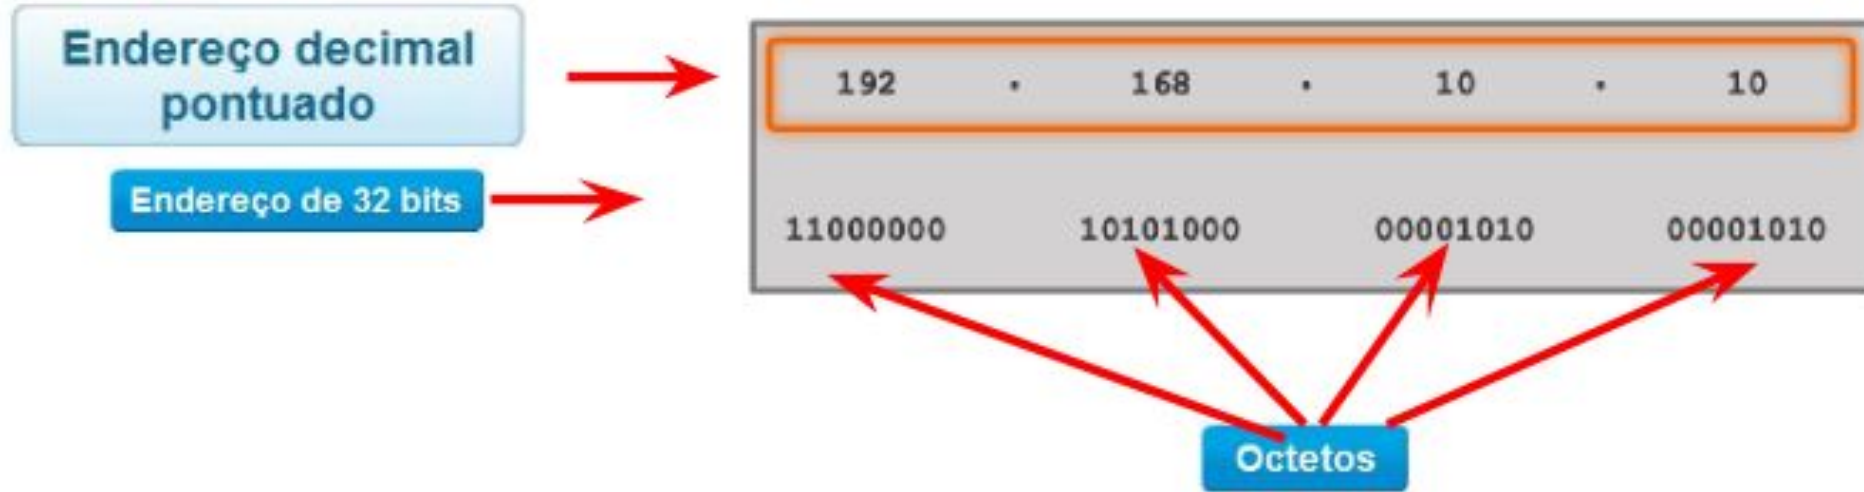 Endereço decimal
pontuado
192 . 168 . 10 . 10
Endereço de 32 bits
11000000 10101000 00001010 00001010
Octetos